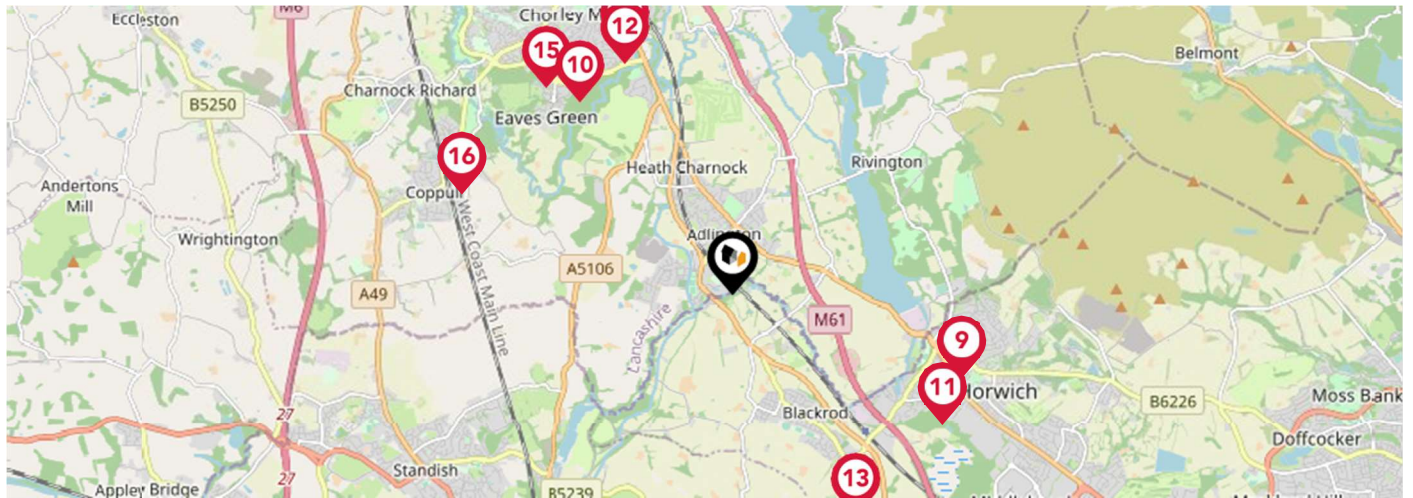 M6
Eccleston
Chorley M
12
Belmont
15
10
B5250
Charnock Richard
Eaves Green
16
Heath Charnock
Rivington
Andertons
Mill
Coppull
West Coast Main Line
Wrightington
Adlington
A5106
A49
M61
Lancashire
9
11
Horwich
B6226
Moss Bank
Blackrod
27
Doffcocker
Standish
13
27
Appley Bridge
B5239